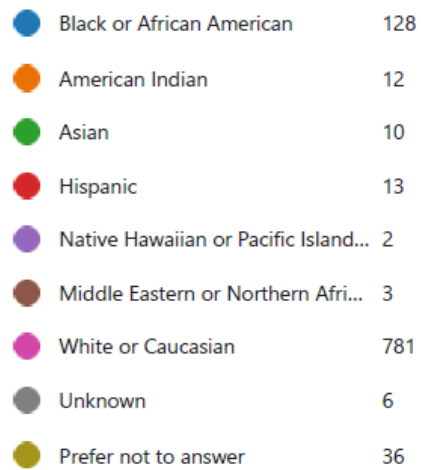 Black or African American 128
American Indian 12
Asian 10
Hispanic 13
Native Hawaiian or Pacific Island... 2
Middle Eastern or Northern Afri... 3
White or Caucasian 781
Unknown 6
Prefer not to answer 36